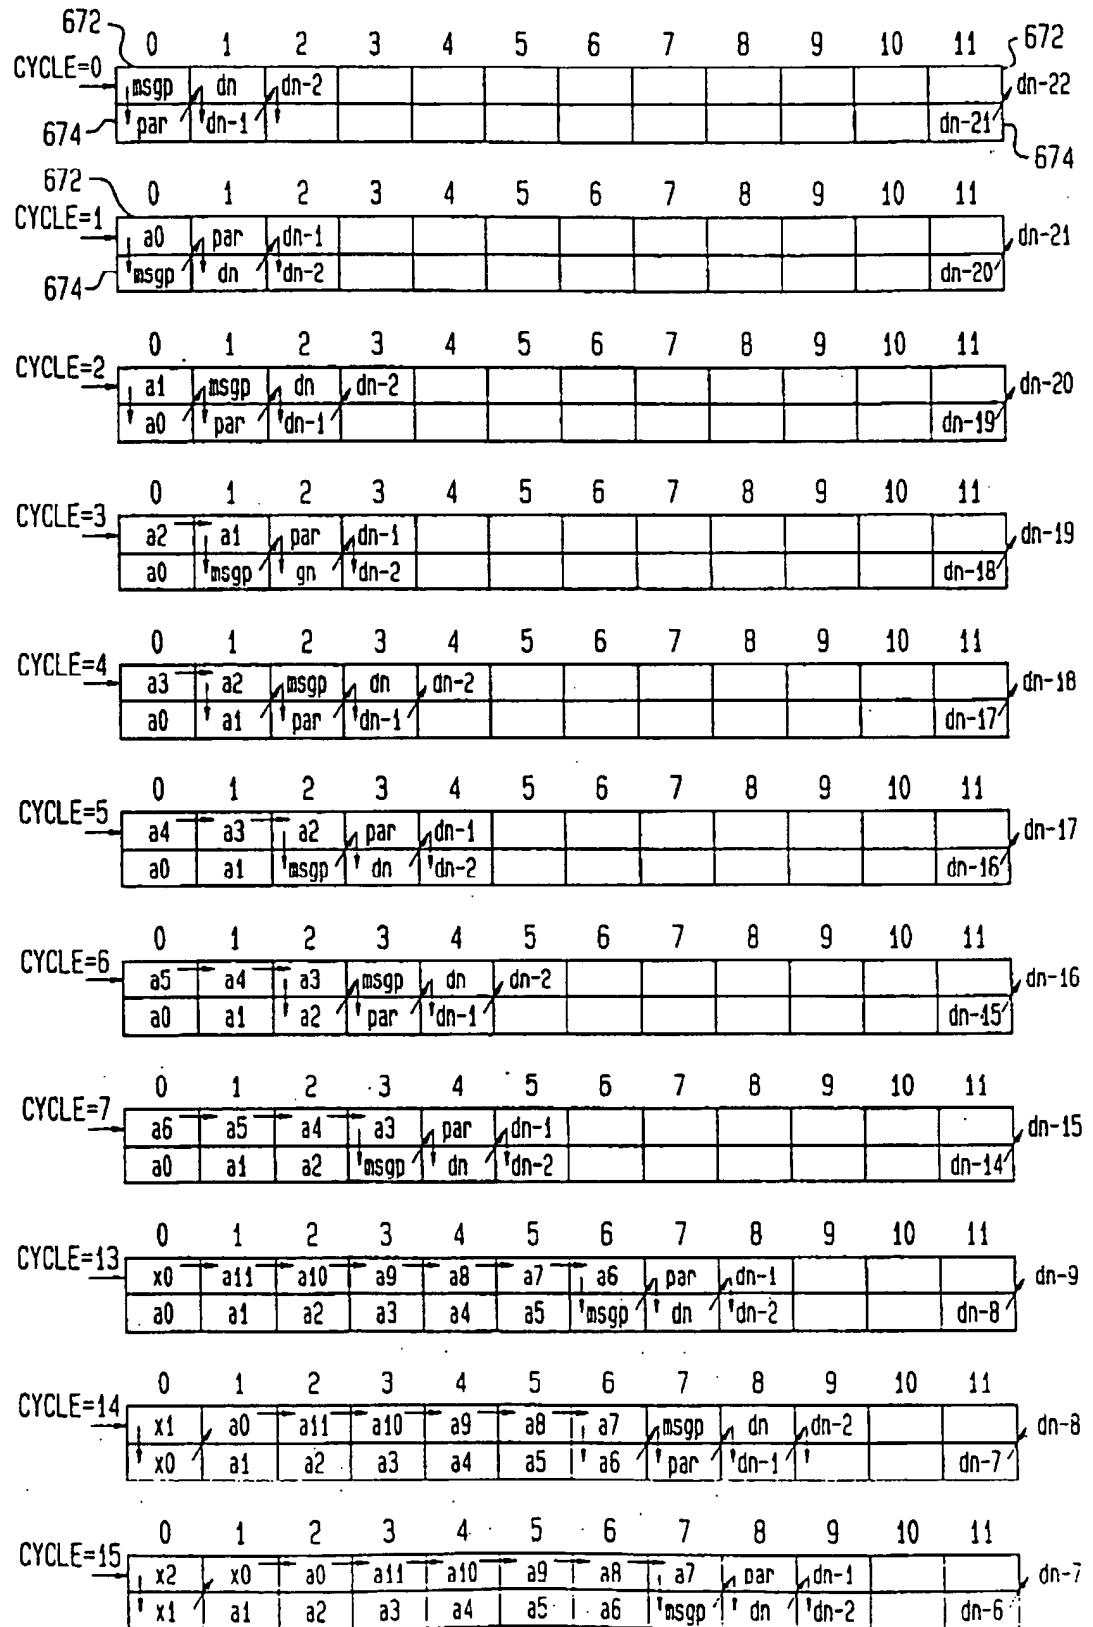 672
0 1 2 3 4 5 6 7 8 9 10 11
672
CYCLE=0
msgp dn dn-2 dn-22
par dn-1 dn-21
674
674
672
0 1 2 3 4 5 6 7 8 9 10 11
CYCLE=1
a0 par dn-1 dn-21
msgp dn dn-2 dn-20
674
0 1 2 3 4 5 6 7 8 9 10 11
CYCLE=2
a1 msgp dn dn-2 dn-20
a0 par dn-1 dn-19
0 1 2 3 4 5 6 7 8 9 10 11
CYCLE=3
a2 a1 par dn-1 dn-19
a0 msgp gn dn-2 dn-18
0 1 2 3 4 5 6 7 8 9 10 11
CYCLE=4
a3 a2 msgp dn dn-2 dn-18
a0 a1 par dn-1 dn-17
0 1 2 3 4 5 6 7 8 9 10 11
CYCLE=5
a4 a3 a2 par dn-1 dn-17
a0 a1 msgp dn dn-2 dn-16
0 1 2 3 4 5 6 7 8 9 10 11
CYCLE=6
a5 a4 a3 msgp dn dn-2 dn-16
a0 a1 a2 par dn-1 dn-15
0 1 2 3 4 5 6 7 8 9 10 11
CYCLE=7
a6 a5 a4 a3 par dn-1 dn-15
a0 a1 a2 msgp dn dn-2 dn-14
0 1 2 3 4 5 6 7 8 9 10 11
CYCLE=13
x0 a11 a10 a9 a8 a7 a6 par dn-1 dn-9
a0 a1 a2 a3 a4 a5 msgp dn dn-2 dn-8
0 1 2 3 4 5 6 7 8 9 10 11
CYCLE=14
x1 a0 a11 a10 a9 a8 a7 msgp dn dn-2 dn-8
x0 a1 a2 a3 a4 a5 a6 par dn-1 dn-7
0 1 2 3 4 5 6 7 8 9 10 11
CYCLE=15
x2 x0 a0 a11 a10 a9 a8 a7 par dn-1 dn-7
x1 a1 a2 a3 a4 a5 a6 msgp dn dn-2 dn-6